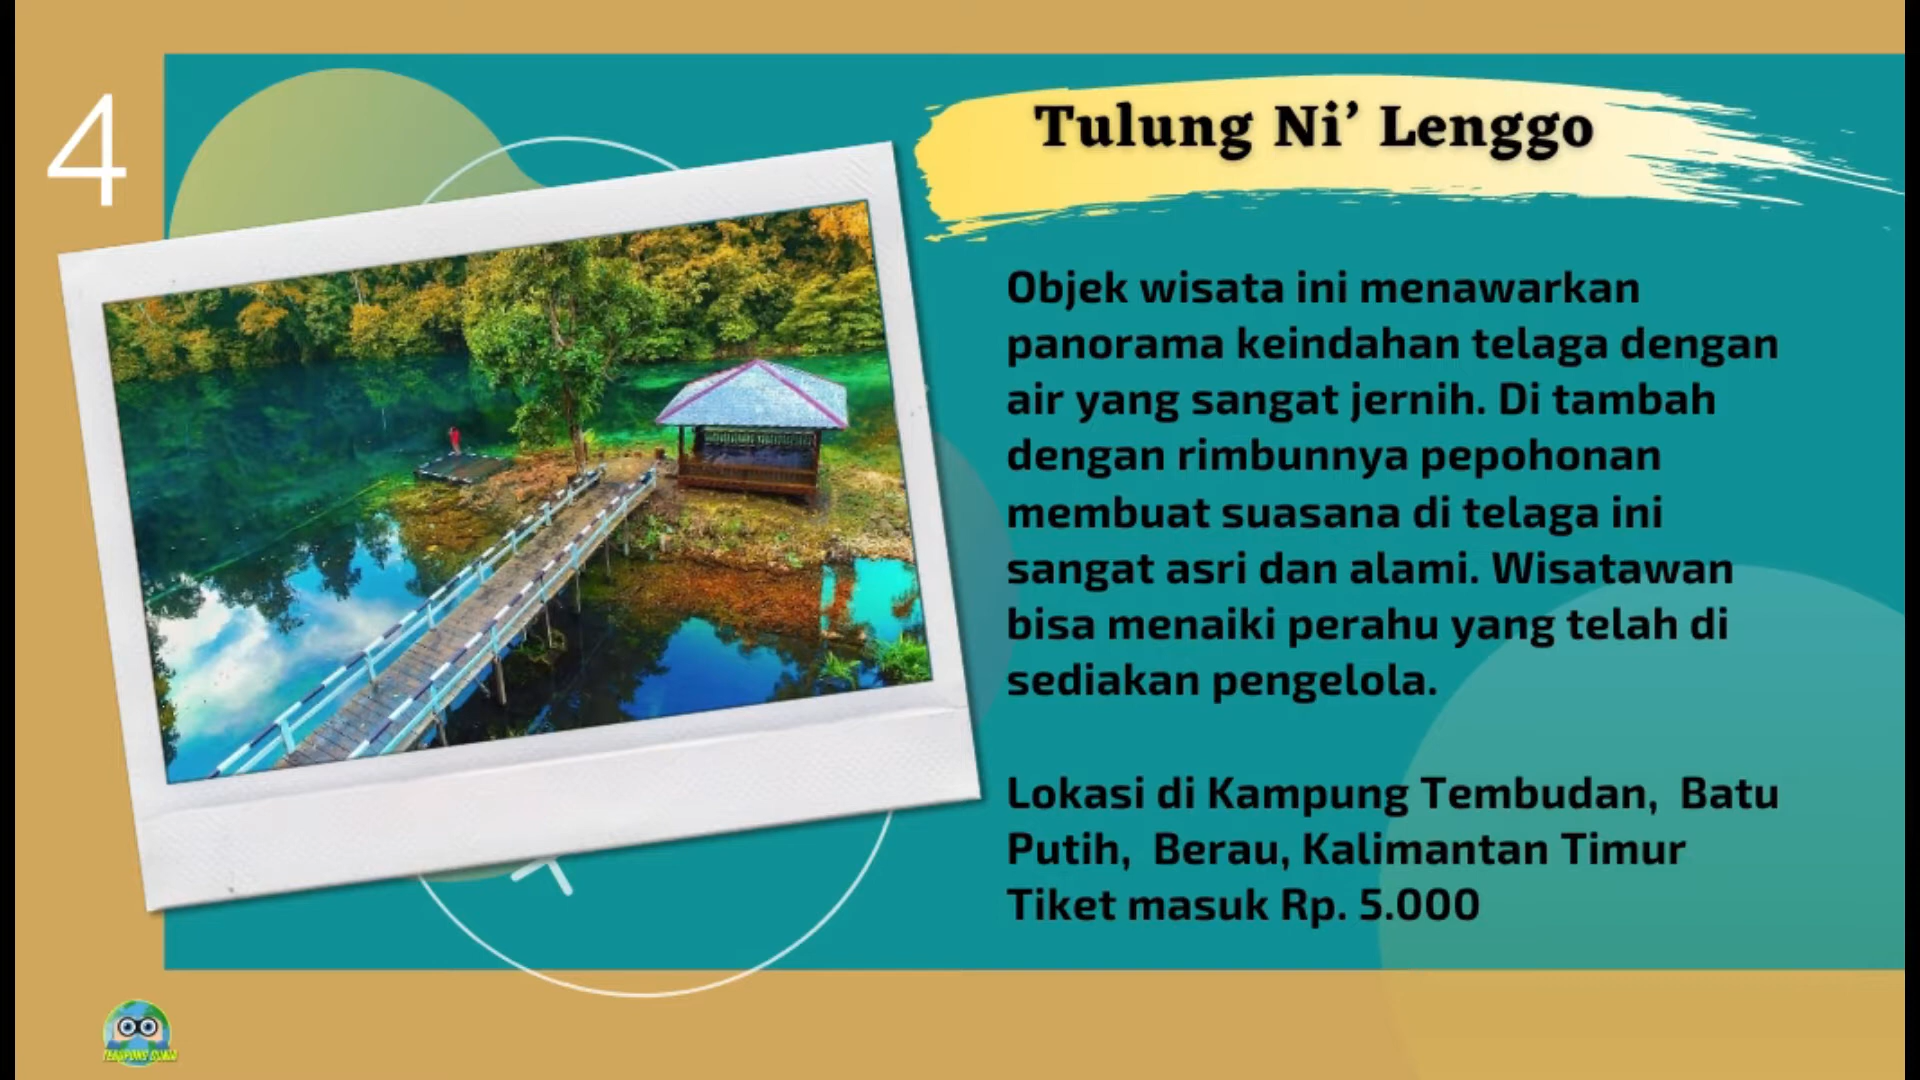 4
Tulung Ni’ Lenggo
Objek wisata ini menawarkan
panorama keindahan telaga dengan
air yang sangat jernih. Di tambah
dengan rimbunnya pepohonan
membuat suasana di telaga ini
sangat asri dan alami. Wisatawan
bisa menaiki perahu yang telah di
sediakan pengelola.
Lokasi di Kampung Tembudan,  Batu
Putih,  Berau, Kalimantan Timur
Tiket masuk Rp. 5.000